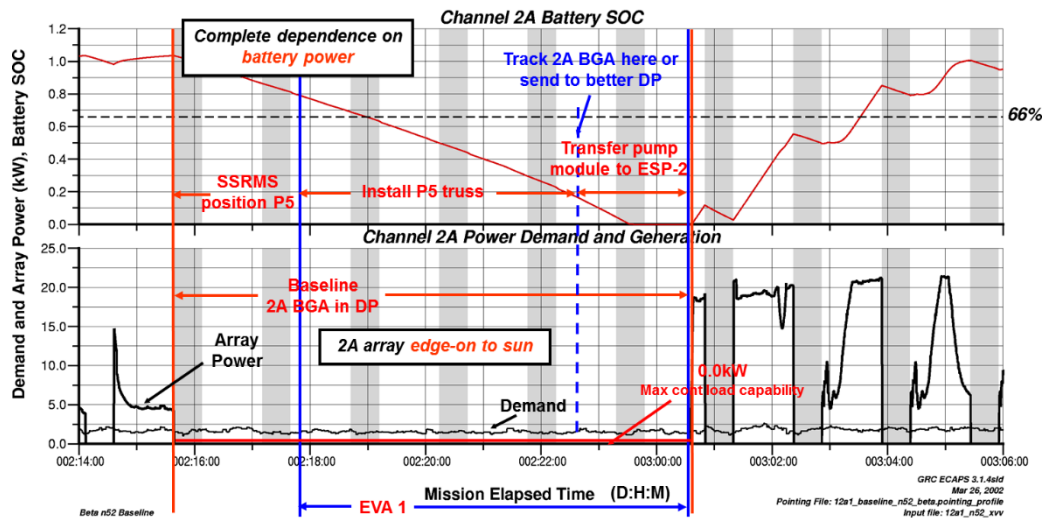 Channel 2A Battery SOC
Demand and Array Power (kW), Battery SOC
1.2
1.0
0.8
0.6
0.4
0.2
0.0
Complete dependence on
battery power
Track 2A BGA here or
send to better DP
66%
Transfer pump
module to ESP-2
SSRMS
position P5
Install P5 truss
Channel 2A Power Demand and Generation
25.0
20.0
15.0
10.0
5.0
0.0
Baseline
2A BGA in DP
Array
Power
2A array edge-on to sun
0.0kW
Max cont load capability
Demand
002:14:00
002:16:00
002:18:00
002:20:00
002:22:00
003:00:00
003:02:00
003:04:00
003:06:00
EVA 1
Mission Elapsed Time (D:H:M)
GRC ECAPS 3.1.4sld
Mar 26, 2002
Pointing File: 12a1_baseline_n52_beta.pointing_profile
Input file: 12a1_n52_xvv
Beta n52 Baseline